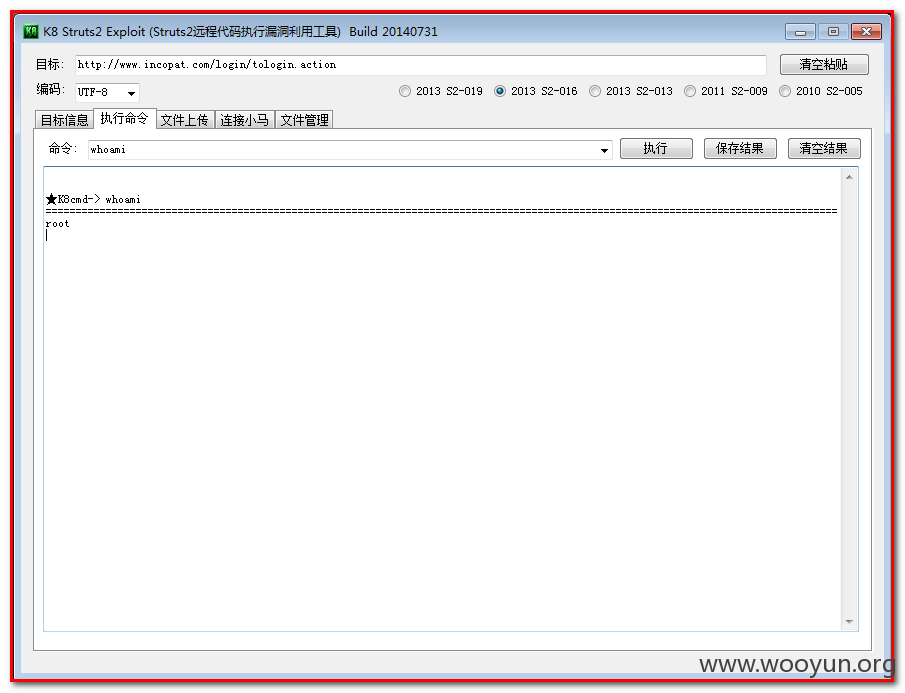 K8 Struts2 Exploit (Struts2远程代码执行漏洞利用工具) Build 20140731
目标: http://www.incopat.com/login/tologin.action 清空粘贴
编码: UTF-8 2013 S2-019 2013 S2-016 2013 S2-013 2011 S2-009 2010 S2-005
目标信息 执行命令 文件上传 连接小马 文件管理
命令: whoami 执行 保存结果 清空结果
★K8cmd-> whoami
root
www.wooyun.org